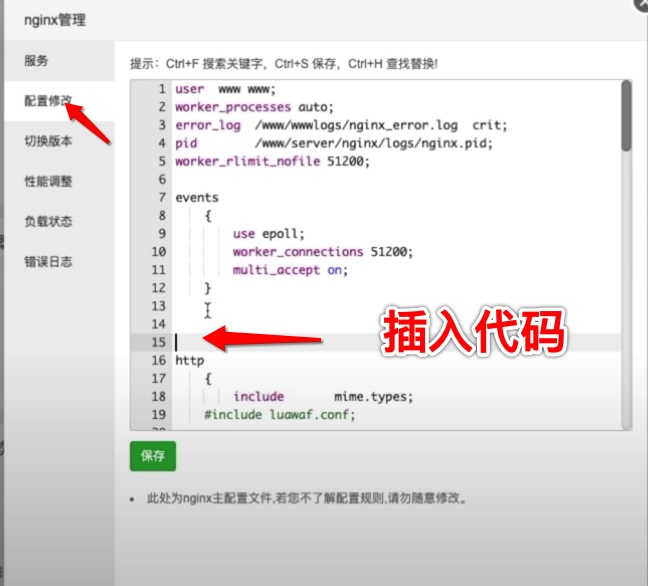 nginx管理
服务
配置修改
切换版本
性能调整
负载状态
错误日志
提示：Ctrl+F 搜索关键字，Ctrl+S 保存，Ctrl+H 查找替换!
1 user  www www;
2 worker_processes auto;
3 error_log  /www/wwwlogs/nginx_error.log  crit;
4 pid        /www/server/nginx/logs/nginx.pid;
5 worker_rlimit_nofile 51200;
6
7 events
8     {
9         use epoll;
10         worker_connections 51200;
11         multi_accept on;
12     }
13
14
15
插入代码
16 http
17     {
18         include       mime.types;
19     #include luawaf.conf;
保存
此处为nginx主配置文件,若您不了解配置规则,请勿随意修改。